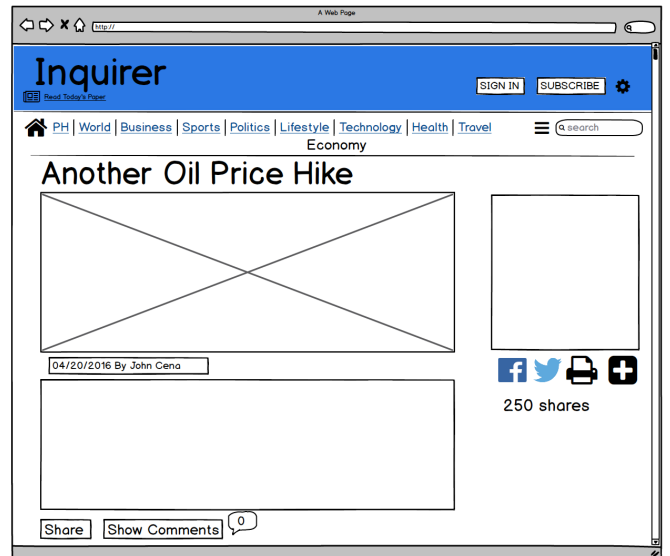 A Web Page
http://
Inquirer
Read Today's Paper
SIGN IN
SUBSCRIBE
PH | World | Business | Sports | Politics | Lifestyle | Technology | Health | Travel
search
Economy
Another Oil Price Hike
04/20/2016 By John Cena
250 shares
Share
Show Comments
0